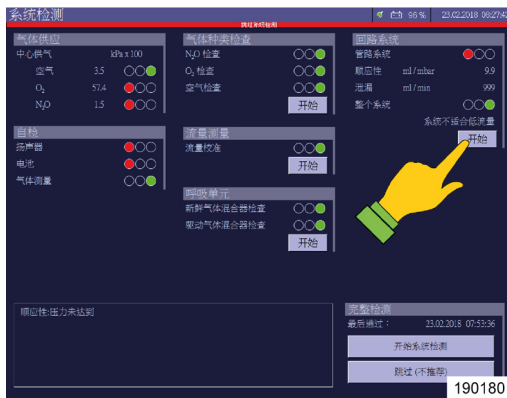 系统检测
96 % 23.02.2018 09:27:42
跳过系统检测
气体供应
中心供气 kPa x 100
空气 3.5
O₂ 57.4
N₂O 1.5
自检
扬声器
电池
气体测量
气体种类检查
N₂O 检查
O₂ 检查
空气检查
开始
流量测量
流量校准
开始
呼吸单元
新鲜气体混合器检查
驱动气体混合器检查
开始
回路系统
管路系统
顺应性 ml / mbar 9.9
泄漏 ml / min 999
整个系统
系统不适合低流量
开始
顺应性:压力未达到
完整检测
最后通过： 23.02.2018 07:53:36
开始系统检测
跳过 (不推荐)
190180